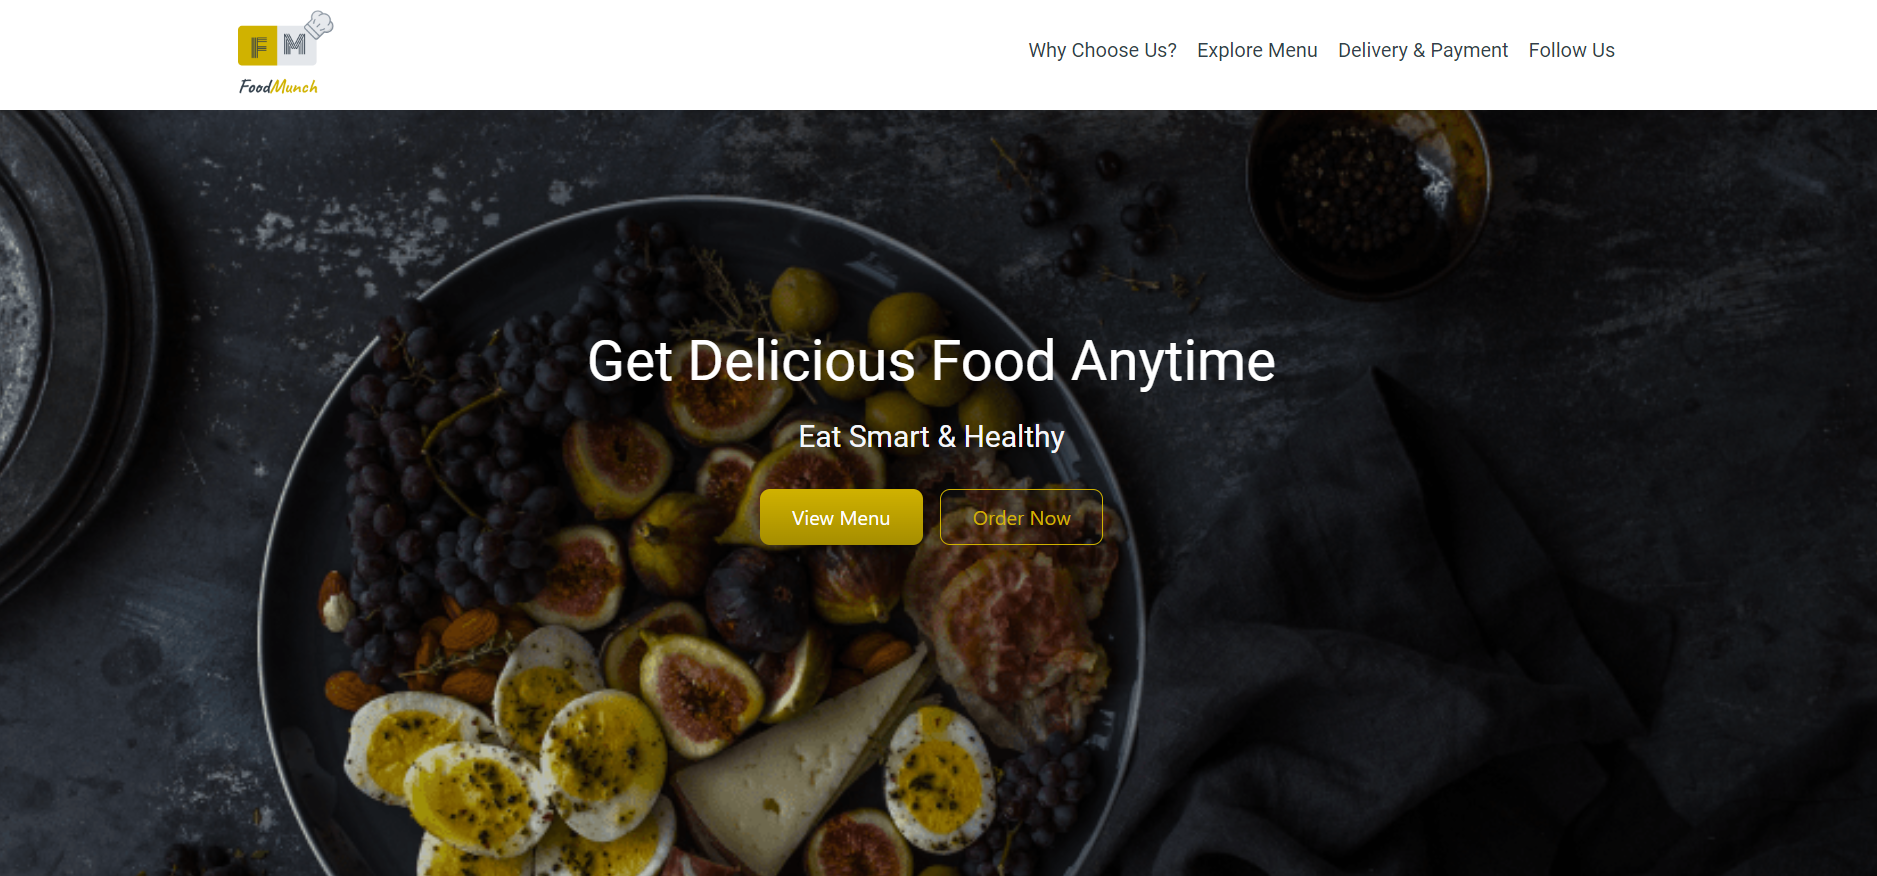 FM
FoodMunch
Why Choose Us? Explore Menu Delivery & Payment Follow Us
Get Delicious Food Anytime
Eat Smart & Healthy
View Menu Order Now